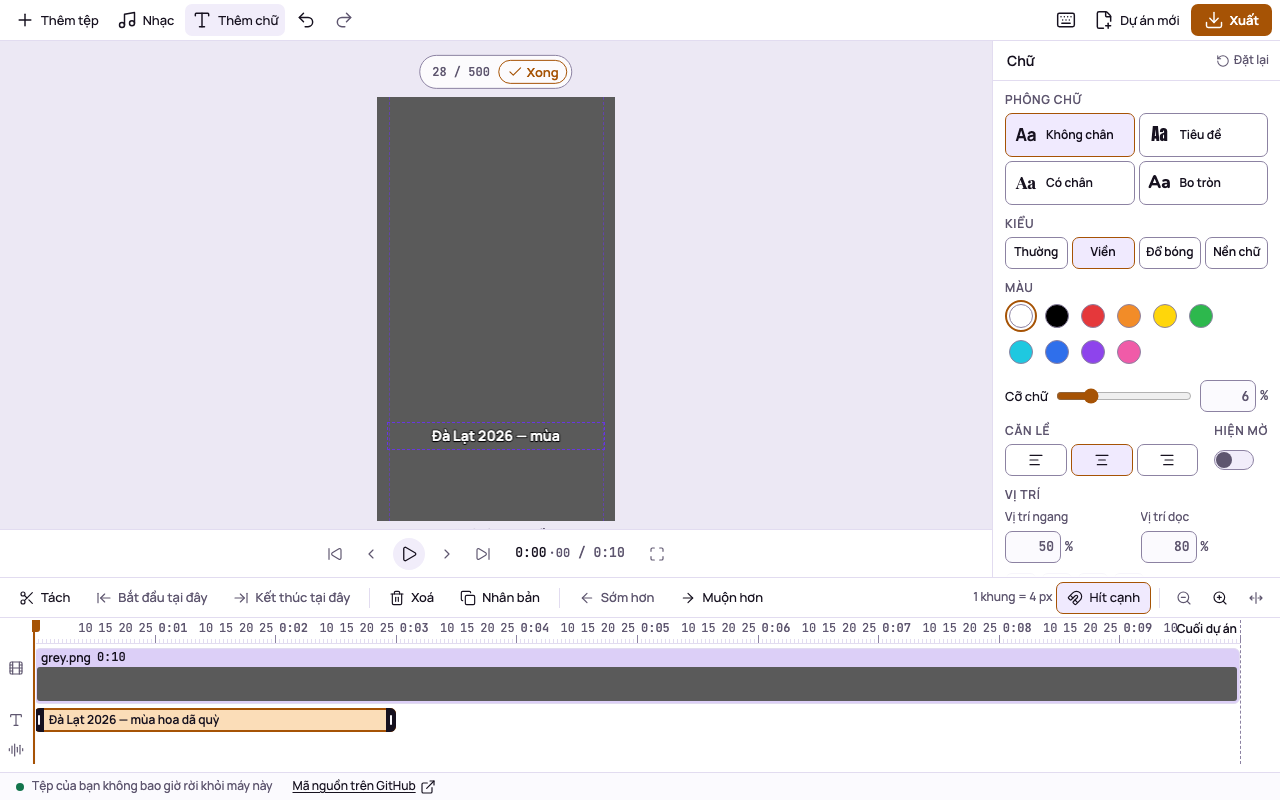 Thêm tệp
Nhạc
Thêm chữ
Dự án mới
Xuất
28 / 500
Xong
Đà Lạt 2026 — mùa
Chữ
Đặt lại
PHÔNG CHỮ
Aa Không chân
Aa Tiêu đề
Aa Có chân
Aa Bo tròn
KIỂU
Thường
Viền
Đổ bóng
Nền chữ
MÀU
Cỡ chữ
6 %
CĂN LỀ
HIỆN MỜ
VỊ TRÍ
Vị trí ngang
Vị trí dọc
50 %
80 %
0:00·00 / 0:10
Tách
Bắt đầu tại đây
Kết thúc tại đây
Xoá
Nhân bản
Sớm hơn
Muộn hơn
1 khung = 4 px
Hít cạnh
10 15 20 25 0:01 10 15 20 25 0:02 10 15 20 25 0:03 10 15 20 25 0:04 10 15 20 25 0:05 10 15 20 25 0:06 10 15 20 25 0:07 10 15 20 25 0:08 10 15 20 25 0:09 10 Cuối dự án
grey.png 0:10
Đà Lạt 2026 — mùa hoa dã quỳ
Tệp của bạn không bao giờ rời khỏi máy này
Mã nguồn trên GitHub